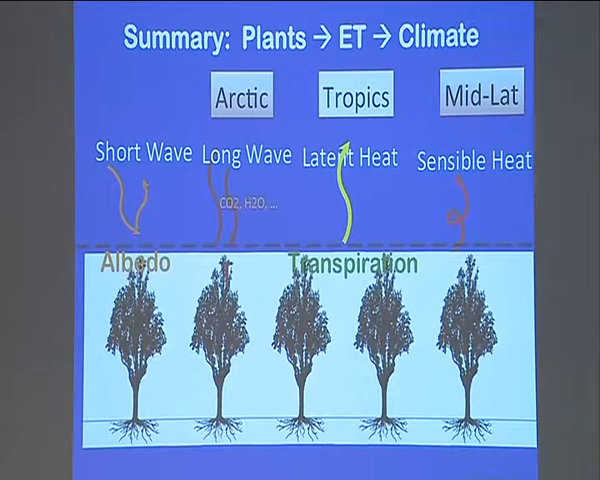 Summary: Plants → ET → Climate
Arctic Tropics Mid-Lat
Short Wave Long Wave Latent Heat Sensible Heat
CO2, H2O, ...
Albedo Transpiration